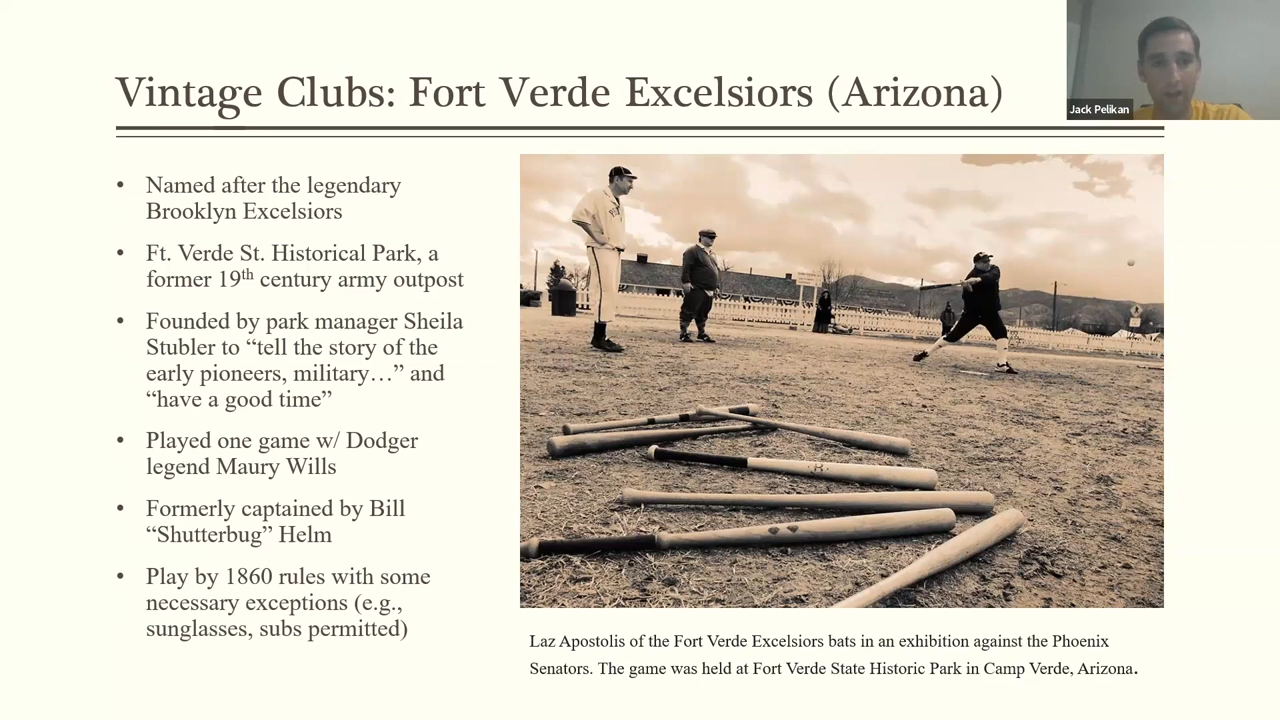 Vintage Clubs: Fort Verde Excelsiors (Arizona)
Jack Pelikan
• Named after the legendary
Brooklyn Excelsiors
• Ft. Verde St. Historical Park, a
former 19th century army outpost
• Founded by park manager Sheila
Stubler to “tell the story of the
early pioneers, military…” and
“have a good time”
• Played one game w/ Dodger
legend Maury Wills
• Formerly captained by Bill
“Shutterbug” Helm
• Play by 1860 rules with some
necessary exceptions (e.g.,
sunglasses, subs permitted)
Laz Apostolis of the Fort Verde Excelsiors bats in an exhibition against the Phoenix
Senators. The game was held at Fort Verde State Historic Park in Camp Verde, Arizona.